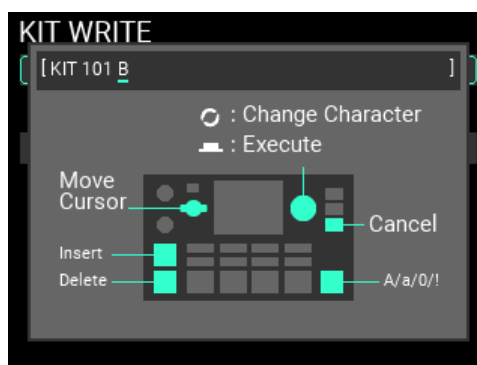 KIT WRITE
[ KIT 101 B ]
: Change Character
: Execute
Move
Cursor
Cancel
Insert
Delete
A/a/0/!